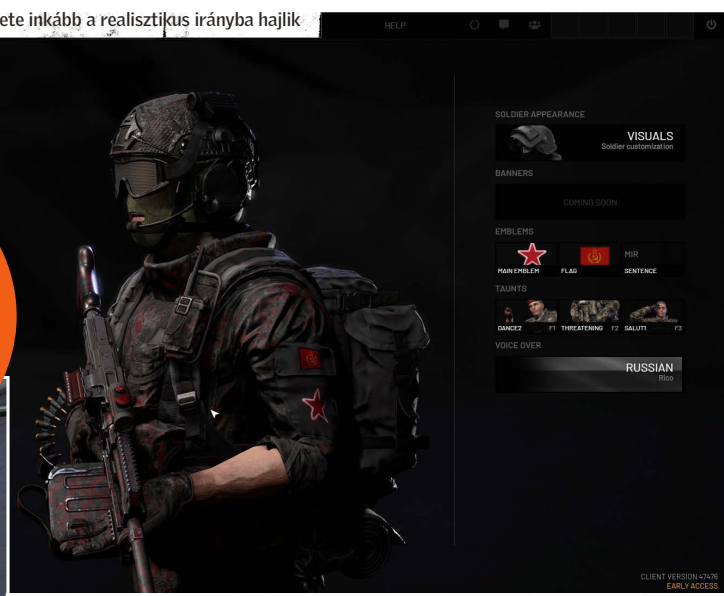 ete inkább a realisztikus irányba hajlik
HELP
SOLDIER APPEARANCE
VISUALS
Soldier customization
BANNERS
COMING SOON
EMBLEMS
MIR
MAIN EMBLEM FLAG SENTENCE
TAUNTS
DANCE2 F1 THREATENING F2 SALUT1 F3
VOICE OVER
RUSSIAN
Rico
CLIENT VERSION 47476
EARLY ACCESS